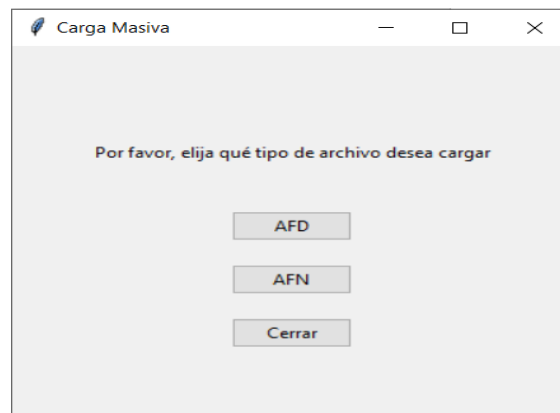 Carga Masiva
Por favor, elija qué tipo de archivo desea cargar
AFD
AFN
Cerrar